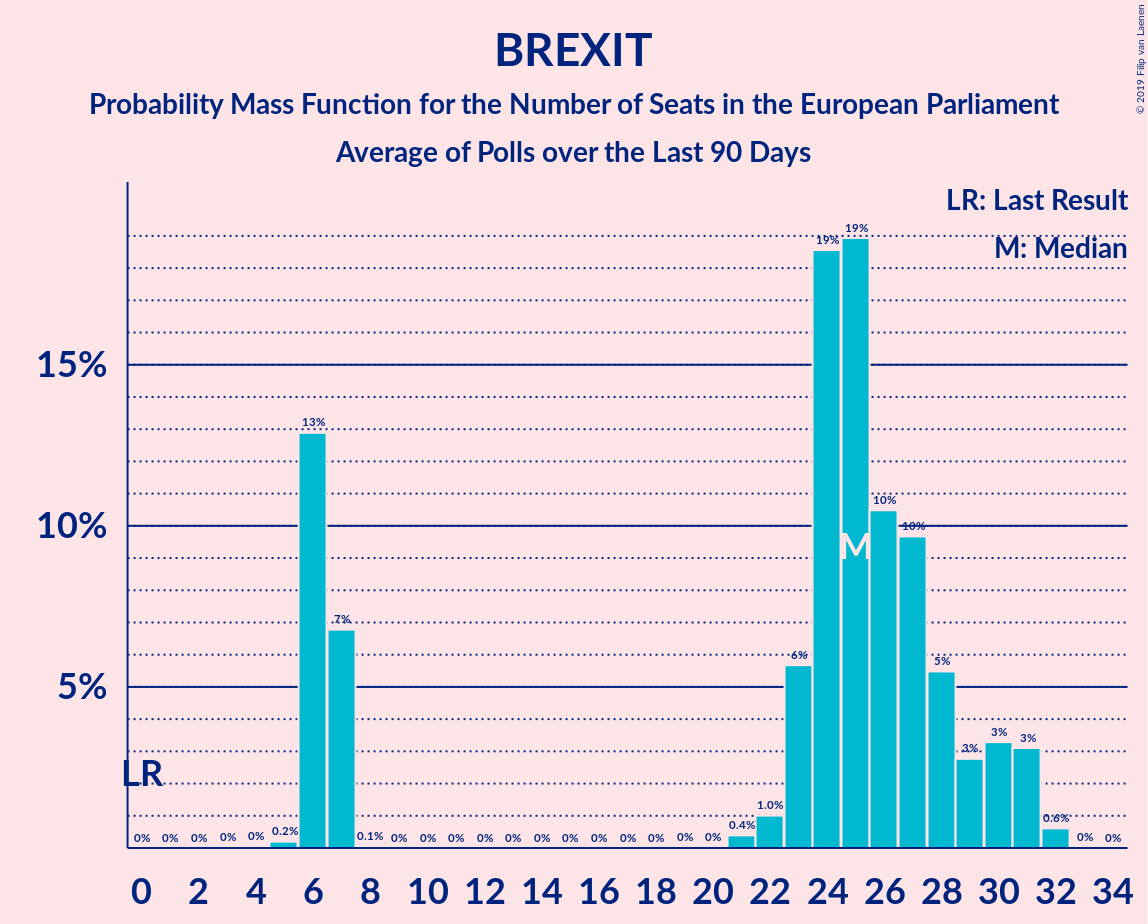 BREXIT
Probability Mass Function for the Number of Seats in the European Parliament
Average of Polls over the Last 90 Days
© 2019 Filip van Laenen
LR: Last Result
M: Median
15%
10%
5%
LR
M
0% 0% 0% 0% 0% 0.2% 13% 7% 0.1% 0% 0% 0% 0% 0% 0% 0% 0% 0% 0% 0% 0% 0.4% 1.0% 6% 19% 19% 10% 10% 5% 3% 3% 3% 0.6% 0% 0%
0 2 4 6 8 10 12 14 16 18 20 22 24 26 28 30 32 34